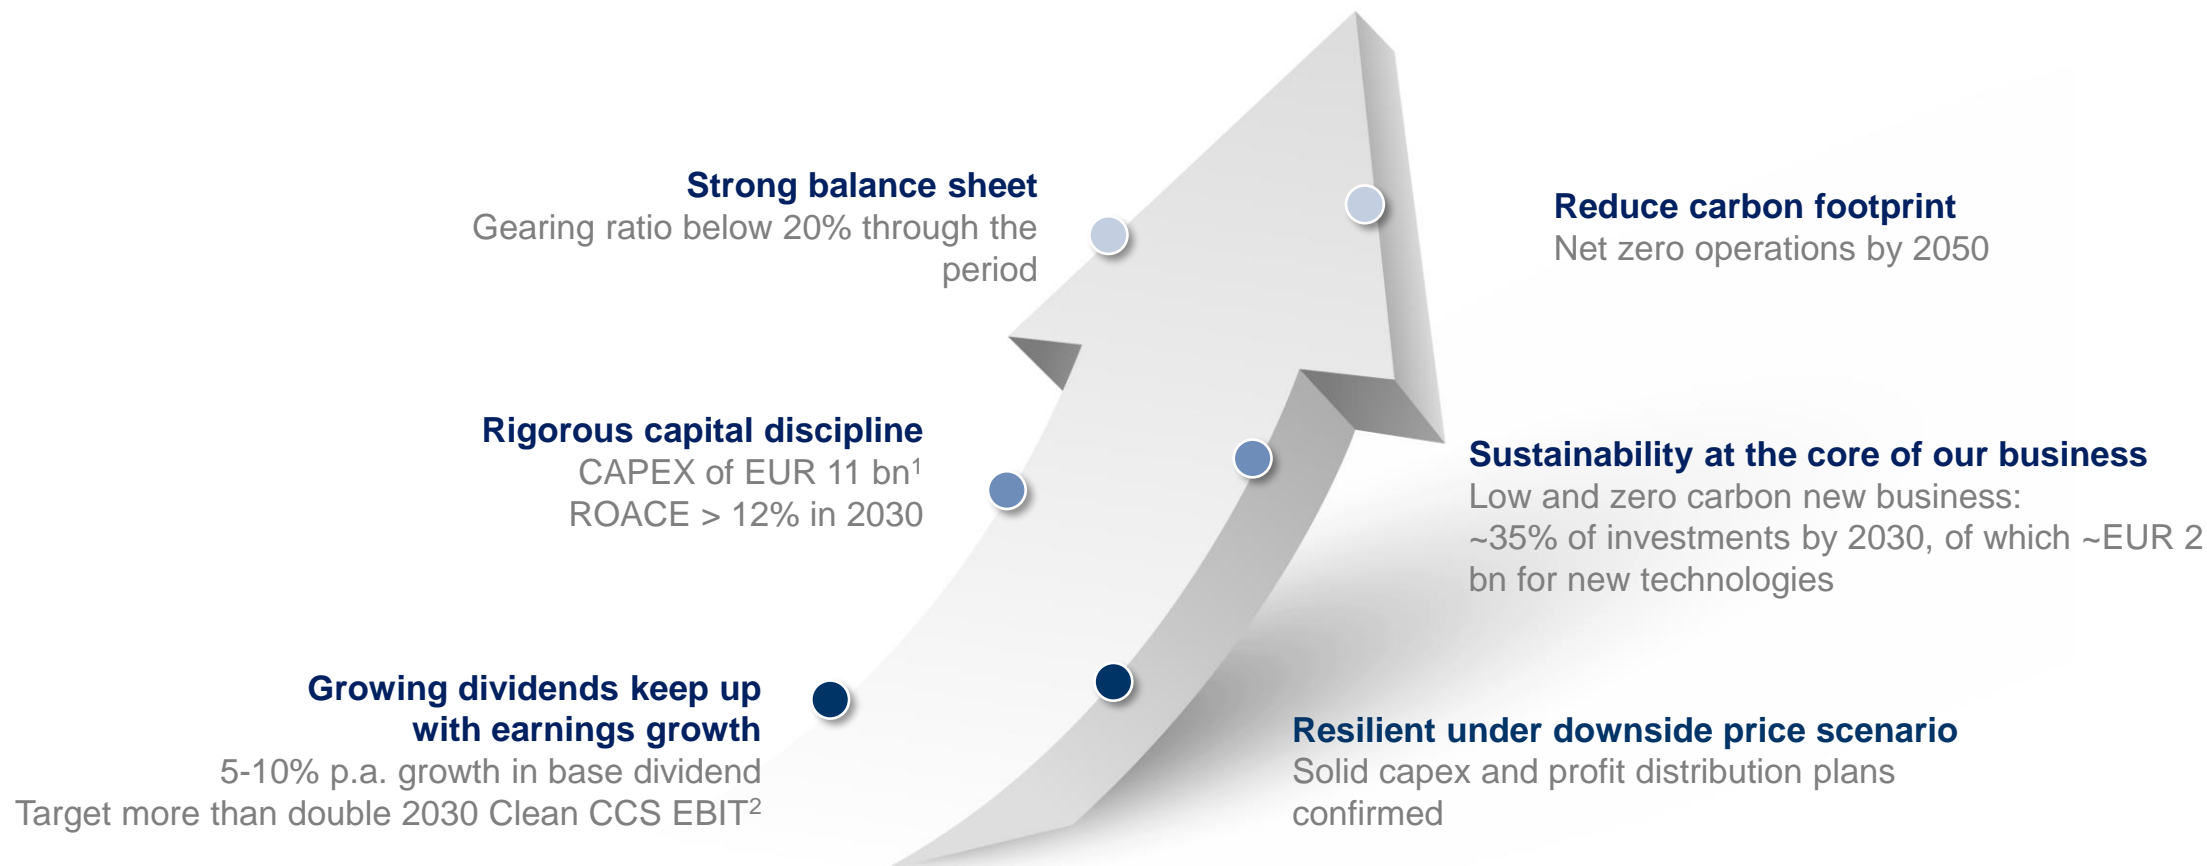 Strong balance sheet
Gearing ratio below 20% through the
period
Reduce carbon footprint
Net zero operations by 2050
Rigorous capital discipline
CAPEX of EUR 11 bn¹
ROACE > 12% in 2030
Sustainability at the core of our business
Low and zero carbon new business:
~35% of investments by 2030, of which ~EUR 2
bn for new technologies
Growing dividends keep up
with earnings growth
5-10% p.a. growth in base dividend
Target more than double 2030 Clean CCS EBIT²
Resilient under downside price scenario
Solid capex and profit distribution plans
confirmed